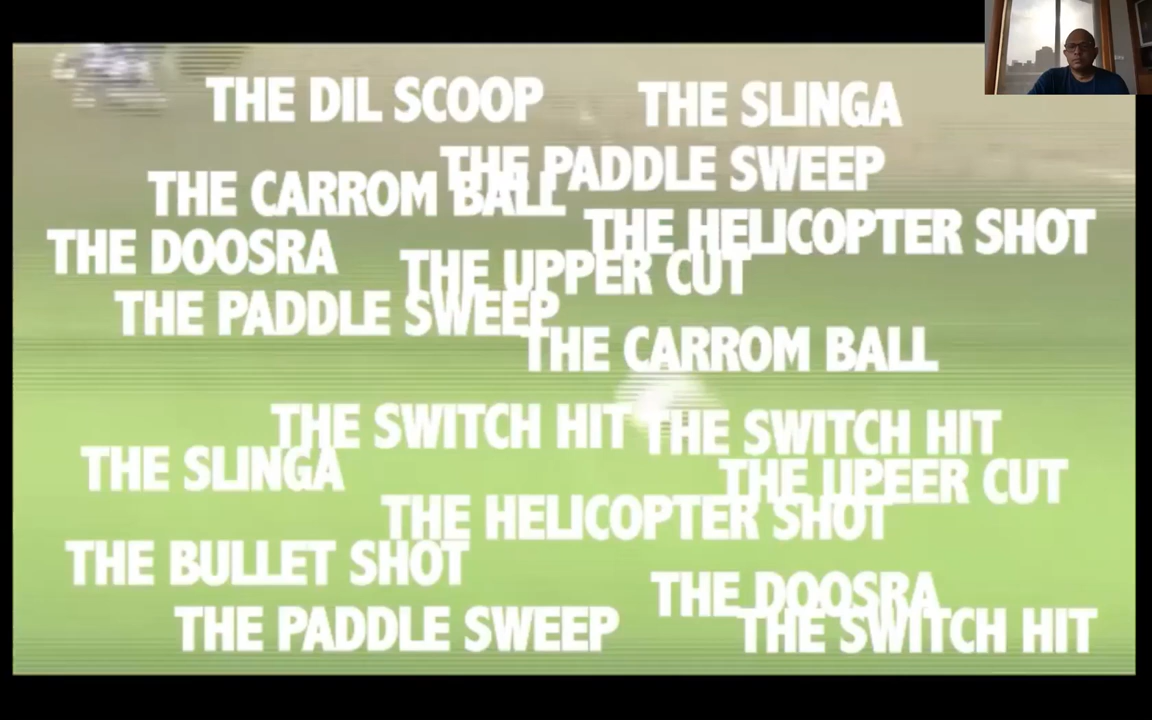 THE DIL SCOOP
THE SLINGA
THE PADDLE SWEEP
THE CARROM BALL
THE HELICOPTER SHOT
THE DOOSRA
THE UPPER CUT
THE PADDLE SWEEP
THE CARROM BALL
THE SWITCH HIT
THE SWITCH HIT
THE SLINGA
THE UPEER CUT
THE HELICOPTER SHOT
THE BULLET SHOT
THE DOOSRA
THE PADDLE SWEEP
THE SWITCH HIT